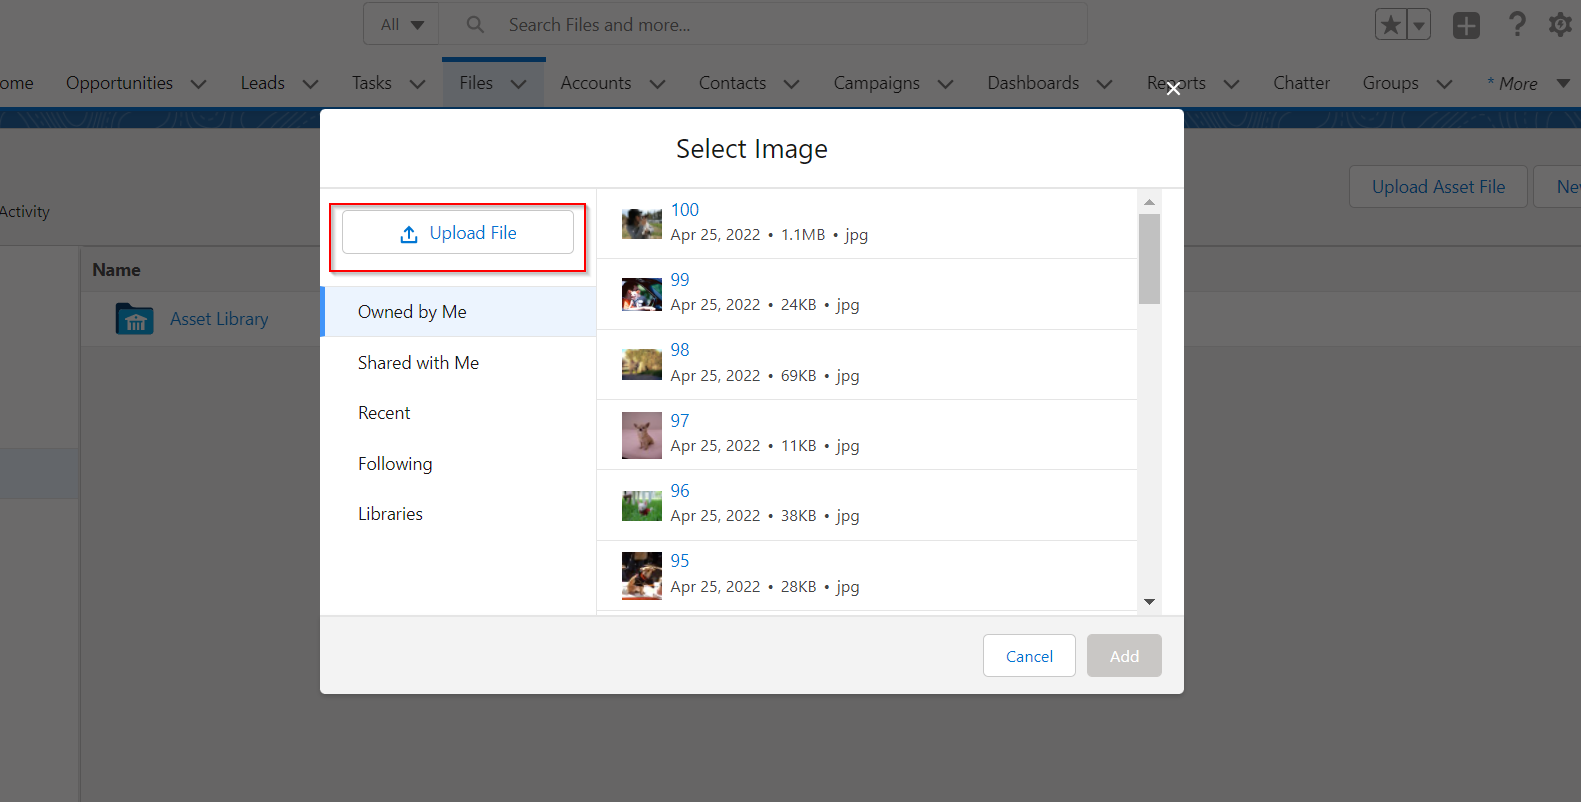 All
Search Files and more...
ome Opportunities Leads Tasks Files Accounts Contacts Campaigns Dashboards Reports Chatter Groups * More
Select Image
Upload Asset File
Nev
Activity
Upload File
Name
Asset Library
Owned by Me
Shared with Me
Recent
Following
Libraries
100
Apr 25, 2022 • 1.1MB • jpg
99
Apr 25, 2022 • 24KB • jpg
98
Apr 25, 2022 • 69KB • jpg
97
Apr 25, 2022 • 11KB • jpg
96
Apr 25, 2022 • 38KB • jpg
95
Apr 25, 2022 • 28KB • jpg
Cancel
Add